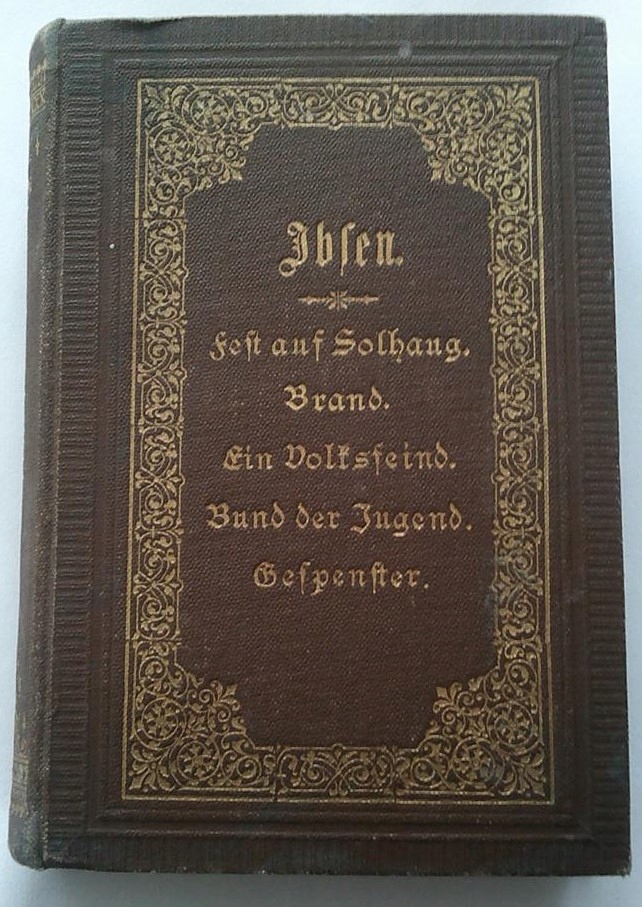 Ibſen.
Feſt auf Solhaug.
Brand.
Ein Volksfeind.
Bund der Jugend.
Geſpenſter.